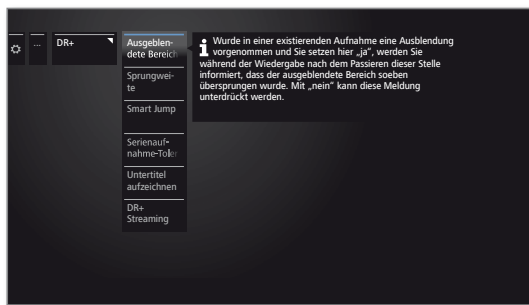 ... DR+
Ausgeblen-
dete Bereich
Sprungwei-
te
Smart Jump
Serienauf-
nahme-Toler
Untertitel
aufzeichnen
DR+
Streaming
i Wurde in einer existierenden Aufnahme eine Ausblendung
vorgenommen und Sie setzen hier „ja”, werden Sie
während der Wiedergabe nach dem Passieren dieser Stelle
informiert, dass der ausgeblendete Bereich soeben
übersprungen wurde. Mit „nein” kann diese Meldung
unterdrückt werden.